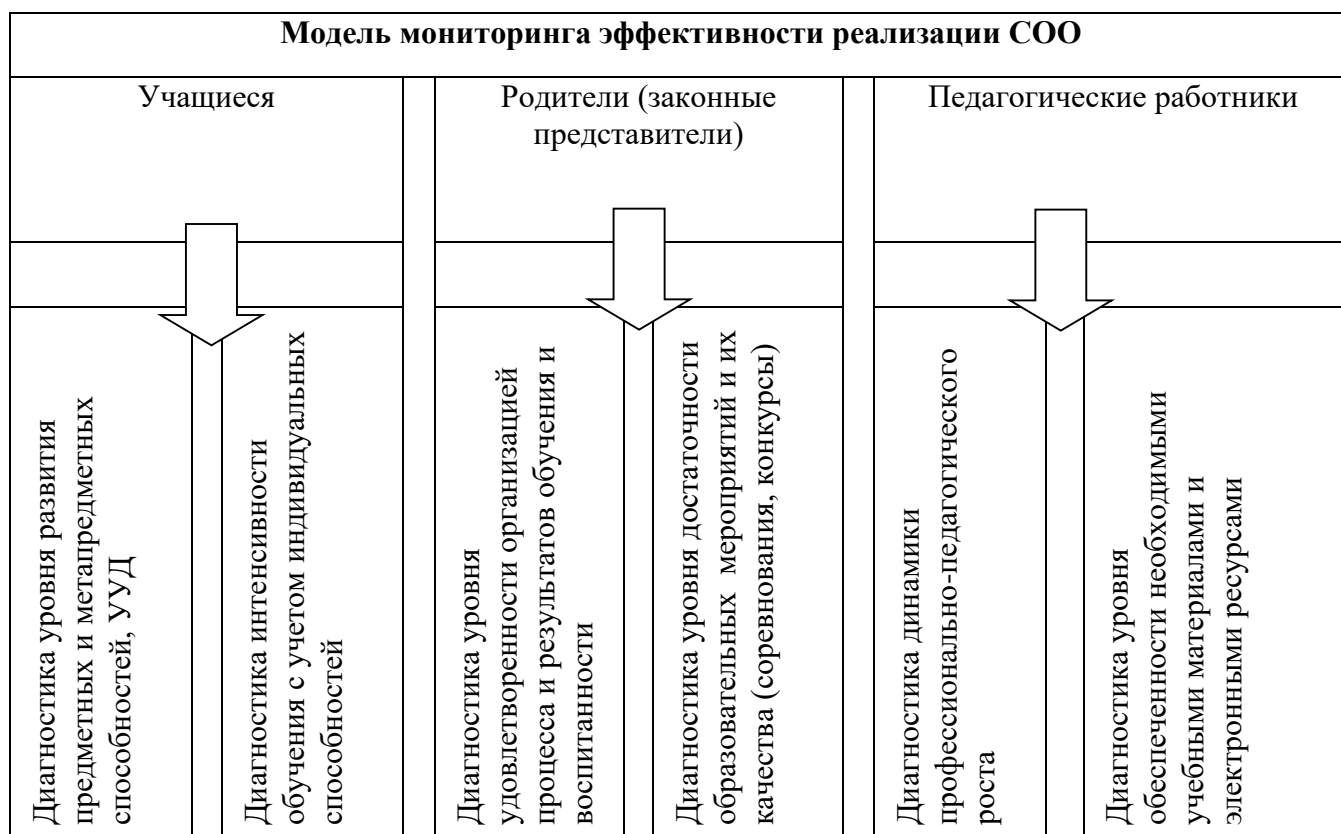 Модель мониторинга эффективности реализации СОО
Учащиеся
Родители (законные
представители)
Педагогические работники
Диагностика уровня развития
предметных и метапредметных
способностей, УУД
Диагностика интенсивности
обучения с учетом индивидуальных
способностей
Диагностика уровня
удовлетворенности организацией
процесса и результатов обучения и
воспитанности
Диагностика уровня достаточности
образовательных мероприятий и их
качества (соревнования, конкурсы)
Диагностика динамики
профессионально-педагогического
роста
Диагностика уровня
обеспеченности необходимыми
учебными материалами и
электронными ресурсами